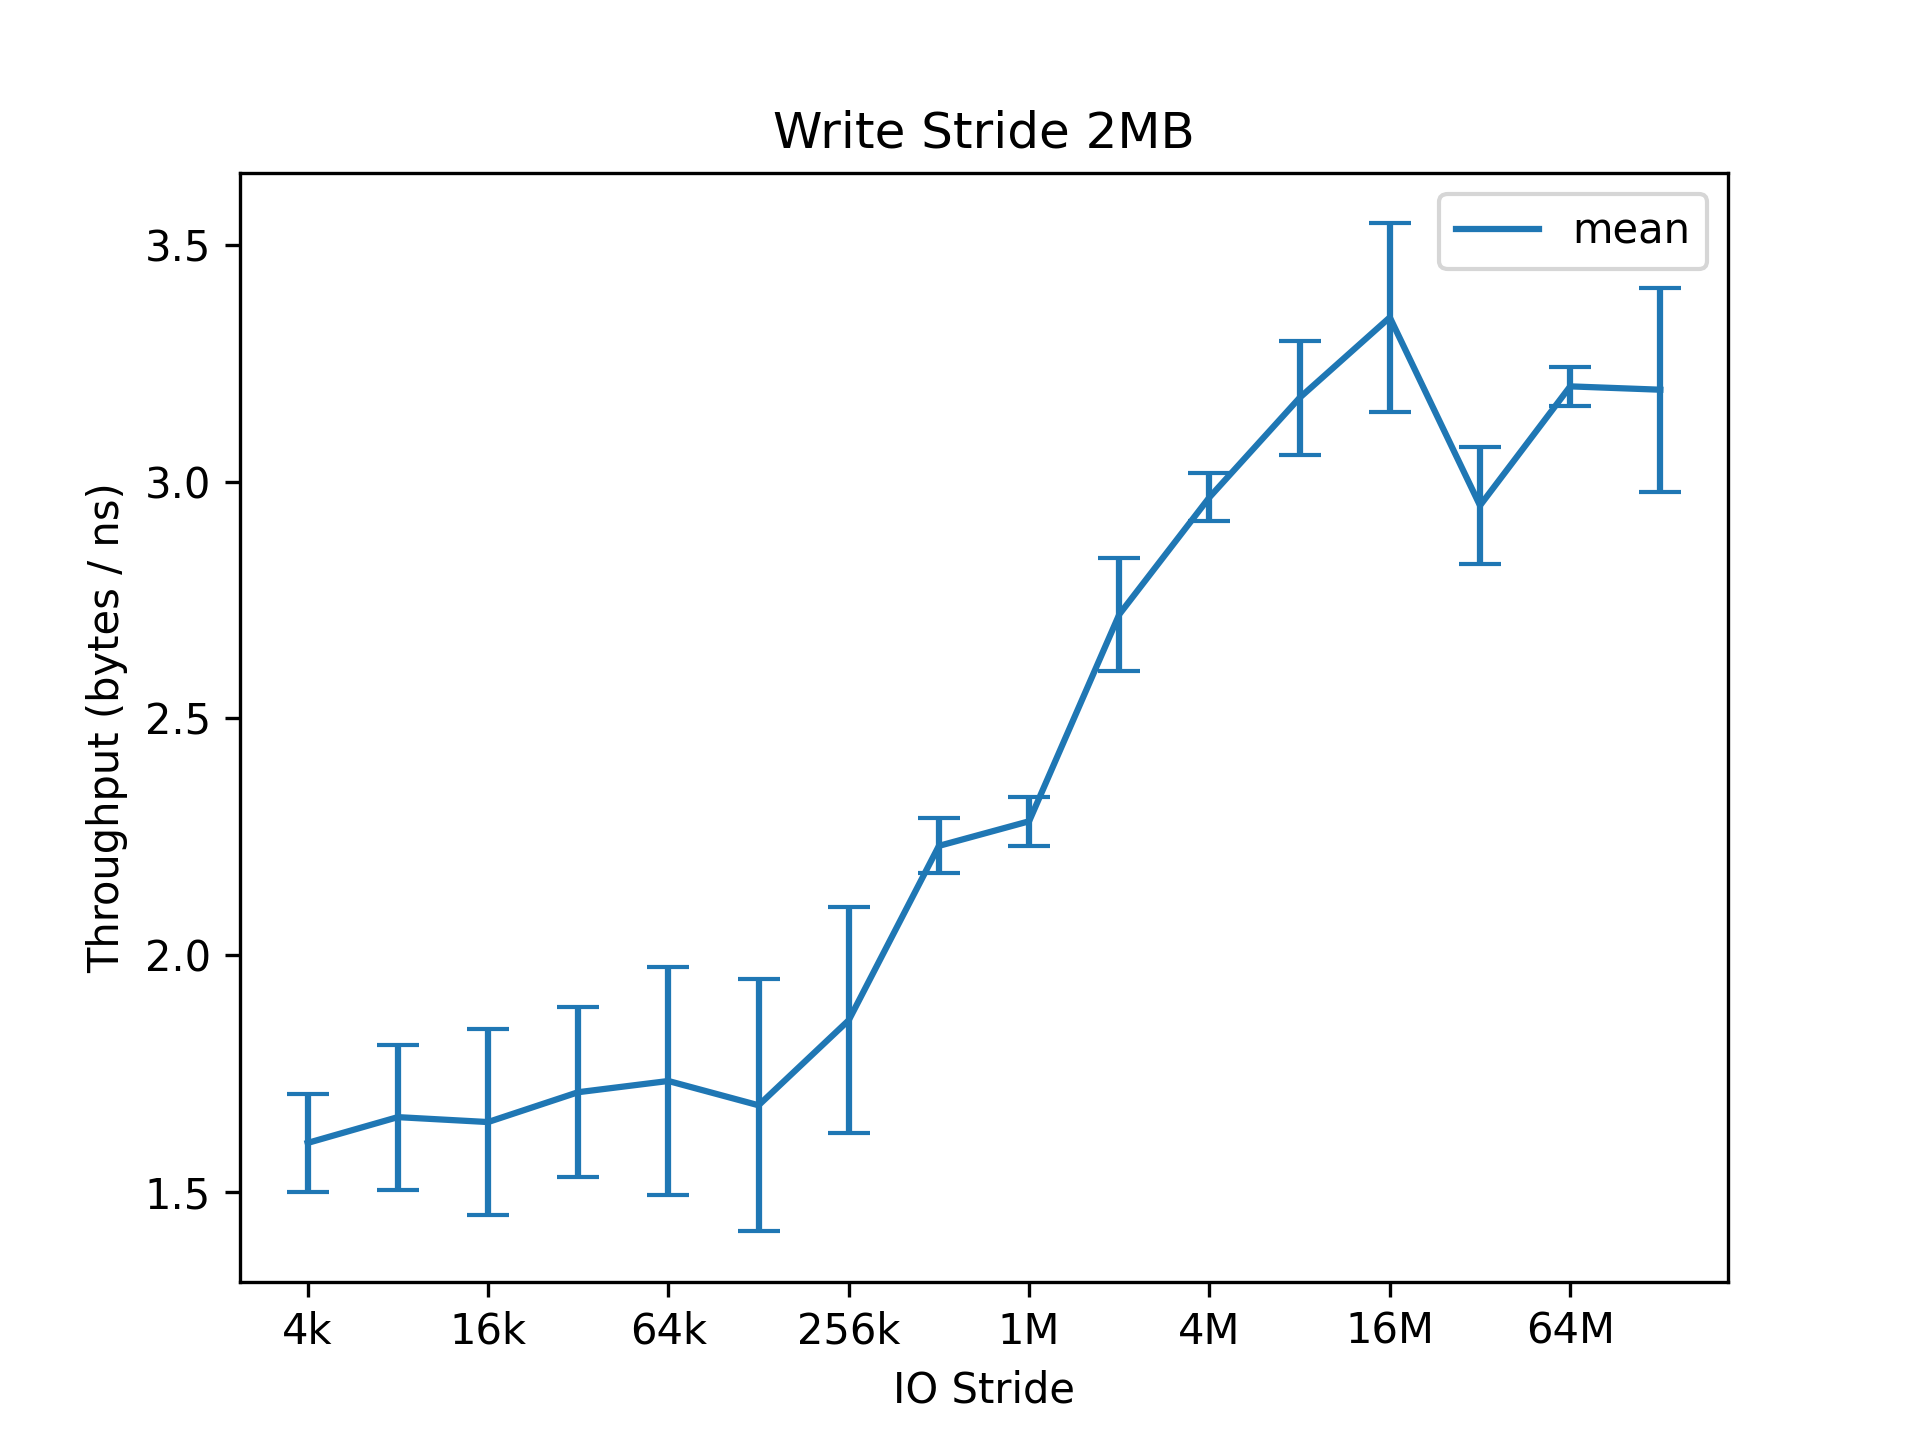 Write Stride 2MB
mean
Throughput (bytes / ns)
3.5
3.0
2.5
2.0
1.5
4k 16k 64k 256k 1M 4M 16M 64M
IO Stride